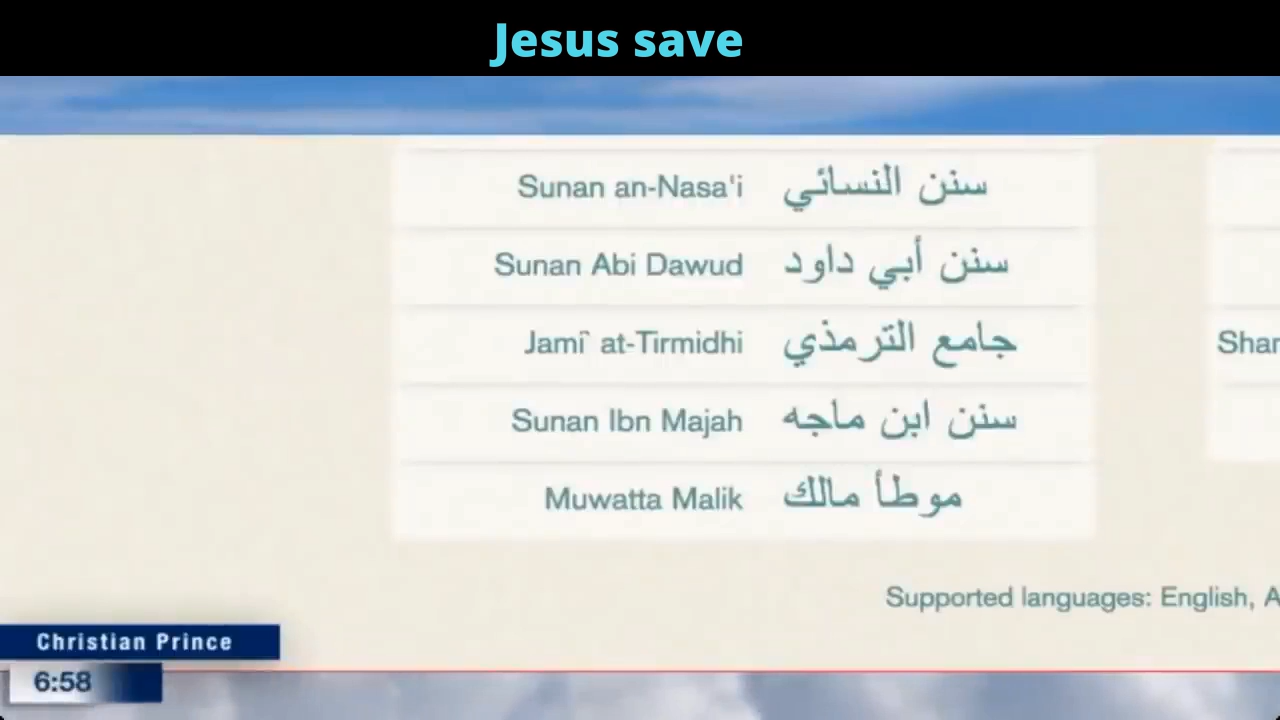 Jesus save
Sunan an-Nasa'i سنن النسائي
Sunan Abi Dawud سنن أبي داود
Jami` at-Tirmidhi جامع الترمذي
Sunan Ibn Majah سنن ابن ماجه
Muwatta Malik موطأ مالك
Supported languages: English,
Christian Prince
6:58